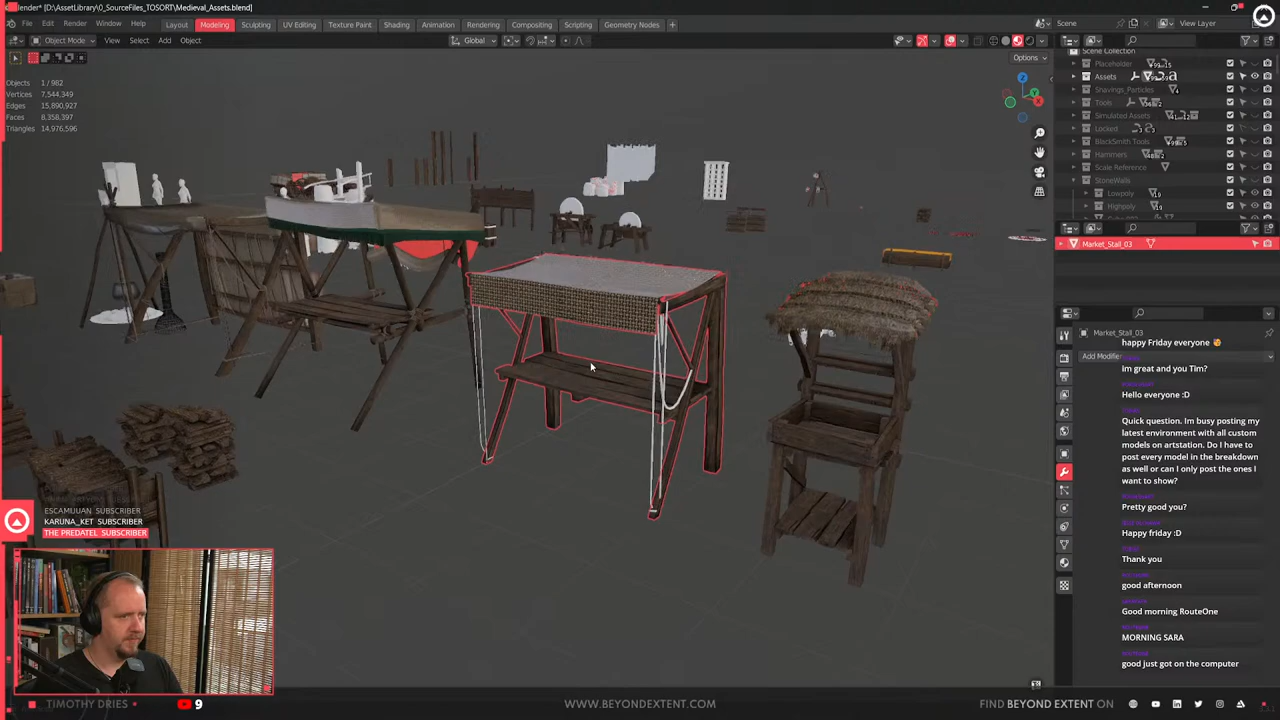 Blender* [D:\AssetLibrary\0_SourceFiles_TOSORT\Medieval_Assets.blend]
File Edit Render Window Help Layout Modeling Sculpting UV Editing Texture Paint Shading Animation Rendering Compositing Scripting Geometry Nodes + Scene View Layer
Object Mode View Select Add Object Global
Options
Objects 1 / 982
Vertices 7,544,349
Edges 15,890,927
Faces 8,358,397
Triangles 14,976,596
Scene Collection
Placeholder
Assets
Shavings_Particles
Tools
Simulated Assets
Locked
BlackSmith Tools
Hammers
Scale Reference
StoneWalls
Lowpoly
Highpoly
Market_Stall_03
Market_Stall_03
Add Modifier
happy Friday everyone
im great and you Tim?
Hello everyone :D
Quick question. Im busy posting my
latest environment with all custom
models on artstation. Do I have to
post every model in the breakdown
as well or can I only post the ones I
want to show?
Pretty good you?
Happy friday :D
Thank you
good afternoon
Good morning RouteOne
MORNING SARA
good just got on the computer
ESCAMUJAN SUBSCRIBER
KARUNA_KET SUBSCRIBER
THE PREDATEL SUBSCRIBER
TIMOTHY DRIES
9
WWW.BEYONDEXTENT.COM
FIND BEYOND EXTENT ON